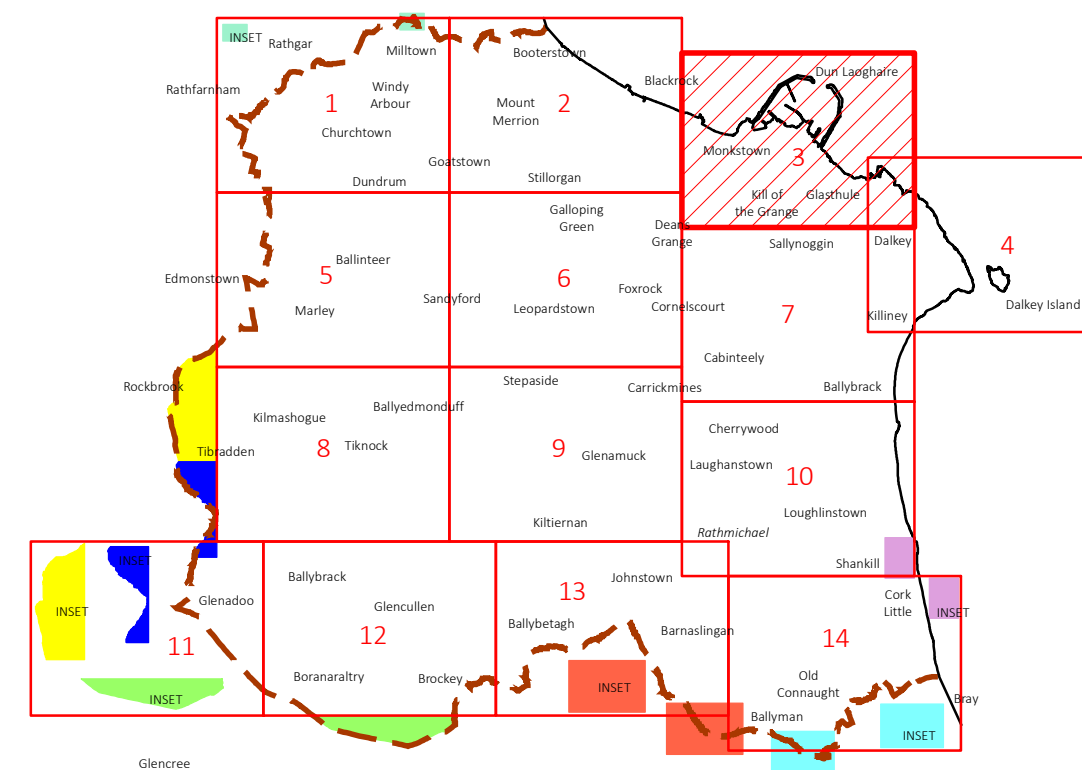 INSET
Rathgar
Milltown
Booterstown
Rathfarnham
Windy
Arbour
1
Churchtown
Mount
Merrion
2
Blackrock
Dun Laoghaire
Goatstown
Dundrum
Stillorgan
Monkstown
3
Kill of
the Grange
Glasthule
Galloping
Green
Deans
Grange
Sallynoggin
Dalkey
4
Edmonstown
Ballinteer
5
Marley
Sandyford
6
Leopardstown
Foxrock
Cornelscourt
7
Killiney
Dalkey Island
Cabinteely
Rockbrook
Stepaside
Carrickmines
Ballybrack
Kilmashogue
Ballyedmonduff
Tibradden
8
Tiknock
9
Glenamuck
Cherrywood
Laughanstown
10
Loughlinstown
Kiltiernan
Rathmichael
Shankill
INSET
INSET
Glenadoo
11
INSET
Ballybrack
Glencullen
12
Boranaraltry
Brockey
13
Johnstown
Ballybetagh
Barnaslingan
INSET
Cork
Little
INSET
14
Old
Connaught
Bray
Ballyman
INSET
Glencree